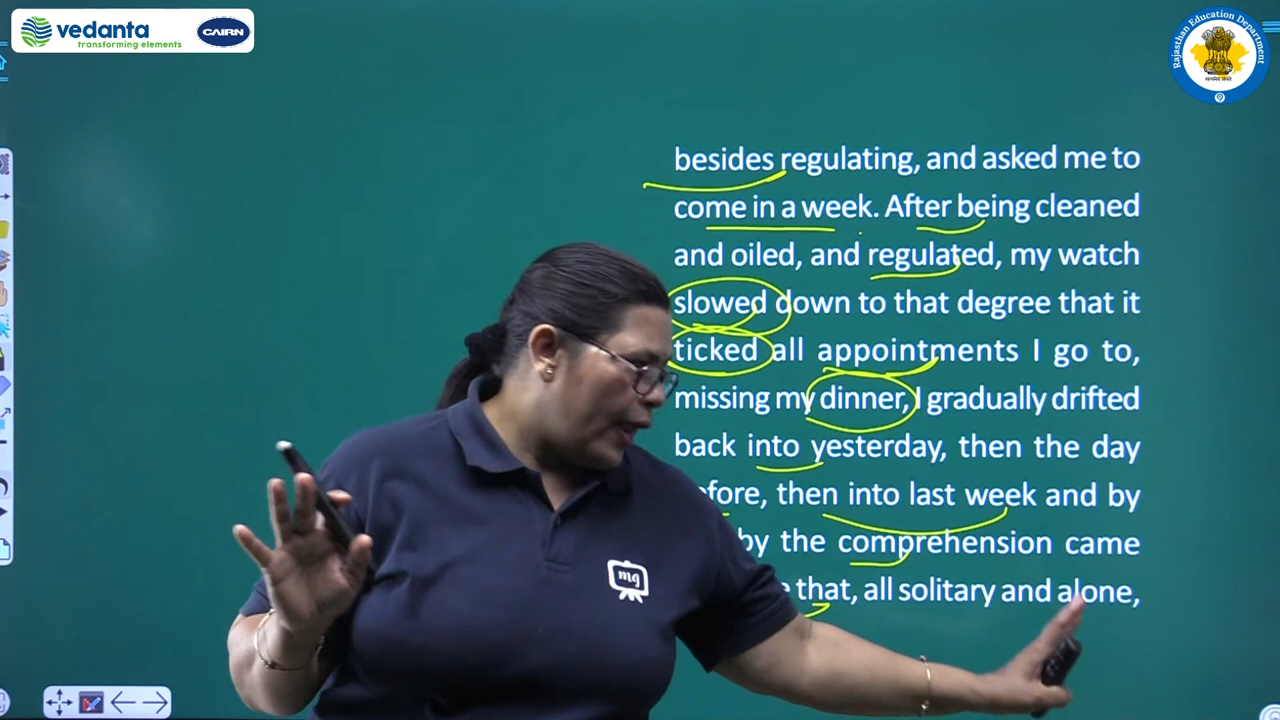 vedanta
transforming elements
CAIRN
Rajasthan Education Department
besides regulating, and asked me to
come in a week. After being cleaned
and oiled, and regulated, my watch
slowed down to that degree that it
ticked all appointments I go to,
missing my dinner, I gradually drifted
back into yesterday, then the day
fore, then into last week and by
by the comprehension came
that, all solitary and alone,
mg